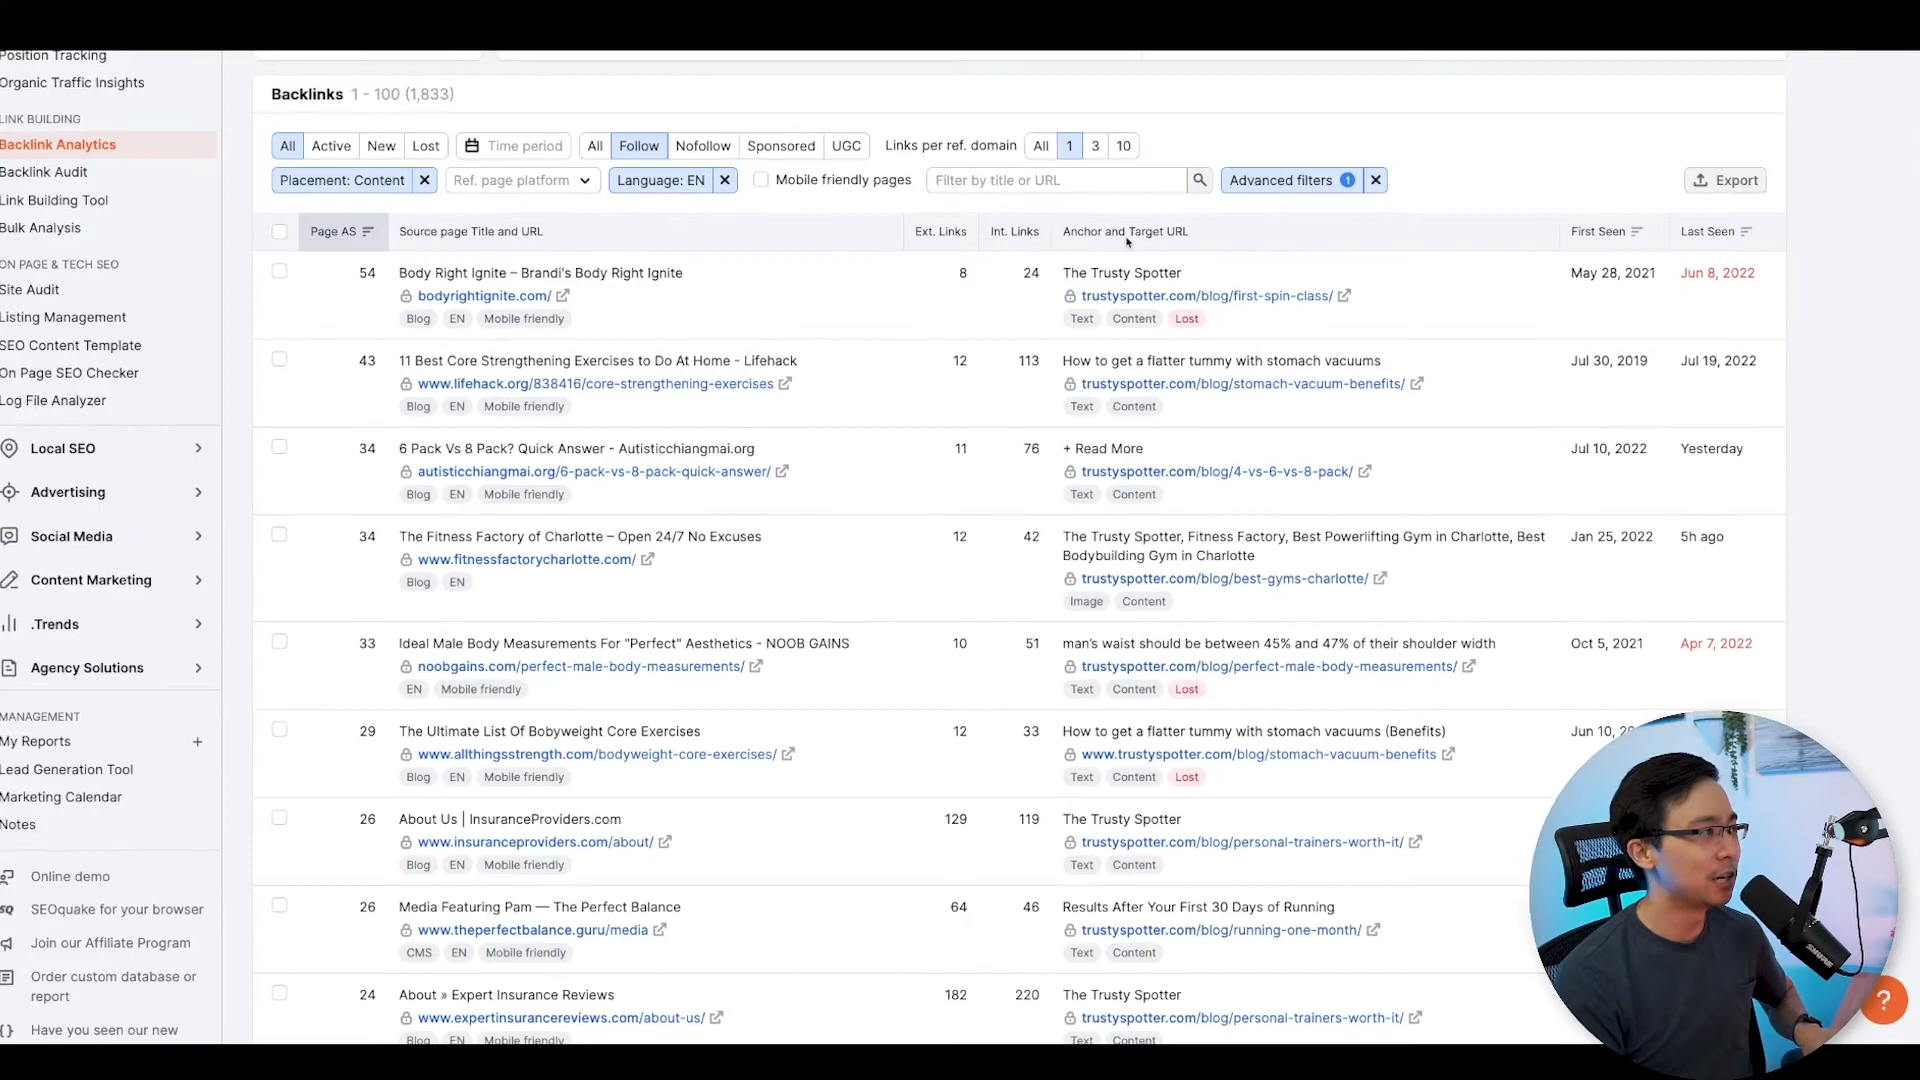 Position Tracking
Organic Traffic Insights
LINK BUILDING
Backlink Analytics
Backlink Audit
Link Building Tool
Bulk Analysis
ON PAGE & TECH SEO
Site Audit
Listing Management
SEO Content Template
On Page SEO Checker
Log File Analyzer
Local SEO
Advertising
Social Media
Content Marketing
.Trends
Agency Solutions
MANAGEMENT
My Reports +
Lead Generation Tool
Marketing Calendar
Notes
Online demo
SEOquake for your browser
Join our Affiliate Program
Order custom database or
report
Have you seen our new
Backlinks 1 - 100 (1,833)
All Active New Lost Time period All Follow Nofollow Sponsored UGC Links per ref. domain All 1 3 10
Placement: Content Ref. page platform Language: EN Mobile friendly pages Filter by title or URL Advanced filters 1 Export
Page AS Source page Title and URL Ext. Links Int. Links Anchor and Target URL First Seen Last Seen
54 Body Right Ignite – Brandi's Body Right Ignite 8 24 The Trusty Spotter May 28, 2021 Jun 8, 2022
bodyrightignite.com/ trustyspotter.com/blog/first-spin-class/
Blog EN Mobile friendly Text Content Lost
43 11 Best Core Strengthening Exercises to Do At Home - Lifehack 12 113 How to get a flatter tummy with stomach vacuums Jul 30, 2019 Jul 19, 2022
www.lifehack.org/838416/core-strengthening-exercises trustyspotter.com/blog/stomach-vacuum-benefits/
Blog EN Mobile friendly Text Content
34 6 Pack Vs 8 Pack? Quick Answer - Autisticchiangmai.org 11 76 + Read More Jul 10, 2022 Yesterday
autisticchiangmai.org/6-pack-vs-8-pack-quick-answer/ trustyspotter.com/blog/4-vs-6-vs-8-pack/
Blog EN Mobile friendly Text Content
34 The Fitness Factory of Charlotte – Open 24/7 No Excuses 12 42 The Trusty Spotter, Fitness Factory, Best Powerlifting Gym in Charlotte, Best Jan 25, 2022 5h ago
Bodybuilding Gym in Charlotte
www.fitnessfactorycharlotte.com/ trustyspotter.com/blog/best-gyms-charlotte/
Blog EN Image Content
33 Ideal Male Body Measurements For "Perfect" Aesthetics - NOOB GAINS 10 51 man's waist should be between 45% and 47% of their shoulder width Oct 5, 2021 Apr 7, 2022
noobgains.com/perfect-male-body-measurements/ trustyspotter.com/blog/perfect-male-body-measurements/
EN Mobile friendly Text Content Lost
29 The Ultimate List Of Bobyweight Core Exercises 12 33 How to get a flatter tummy with stomach vacuums (Benefits) Jun 10,
www.allthingsstrength.com/bodyweight-core-exercises/ www.trustyspotter.com/blog/stomach-vacuum-benefits
Blog EN Mobile friendly Text Content Lost
26 About Us | InsuranceProviders.com 129 119 The Trusty Spotter
www.insuranceproviders.com/about/ trustyspotter.com/blog/personal-trainers-worth-it/
Blog EN Mobile friendly Text Content
26 Media Featuring Pam — The Perfect Balance 64 46 Results After Your First 30 Days of Running
www.theperfectbalance.guru/media trustyspotter.com/blog/running-one-month/
CMS EN Mobile friendly Text Content
24 About » Expert Insurance Reviews 182 220 The Trusty Spotter
www.expertinsurancereviews.com/about-us/ trustyspotter.com/blog/personal-trainers-worth-it/
Blog EN Mobile friendly Text Content
SHURE
?